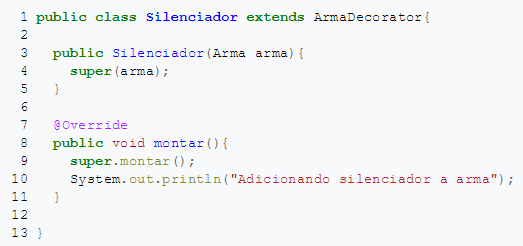 1 public class Silenciador extends ArmaDecorator{
2
3 public Silenciador(Arma arma){
4 super(arma);
5 }
6
7 @Override
8 public void montar(){
9 super.montar();
10 System.out.println("Adicionando silenciador a arma");
11 }
12
13 }